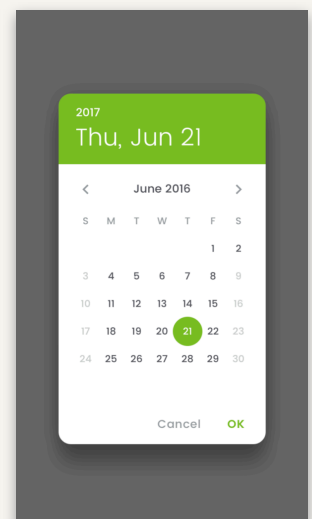 2017
Thu, Jun 21
< June 2016 >
S M T W T F S
1 2
3 4 5 6 7 8 9
10 11 12 13 14 15 16
17 18 19 20 21 22 23
24 25 26 27 28 29 30
Cancel OK